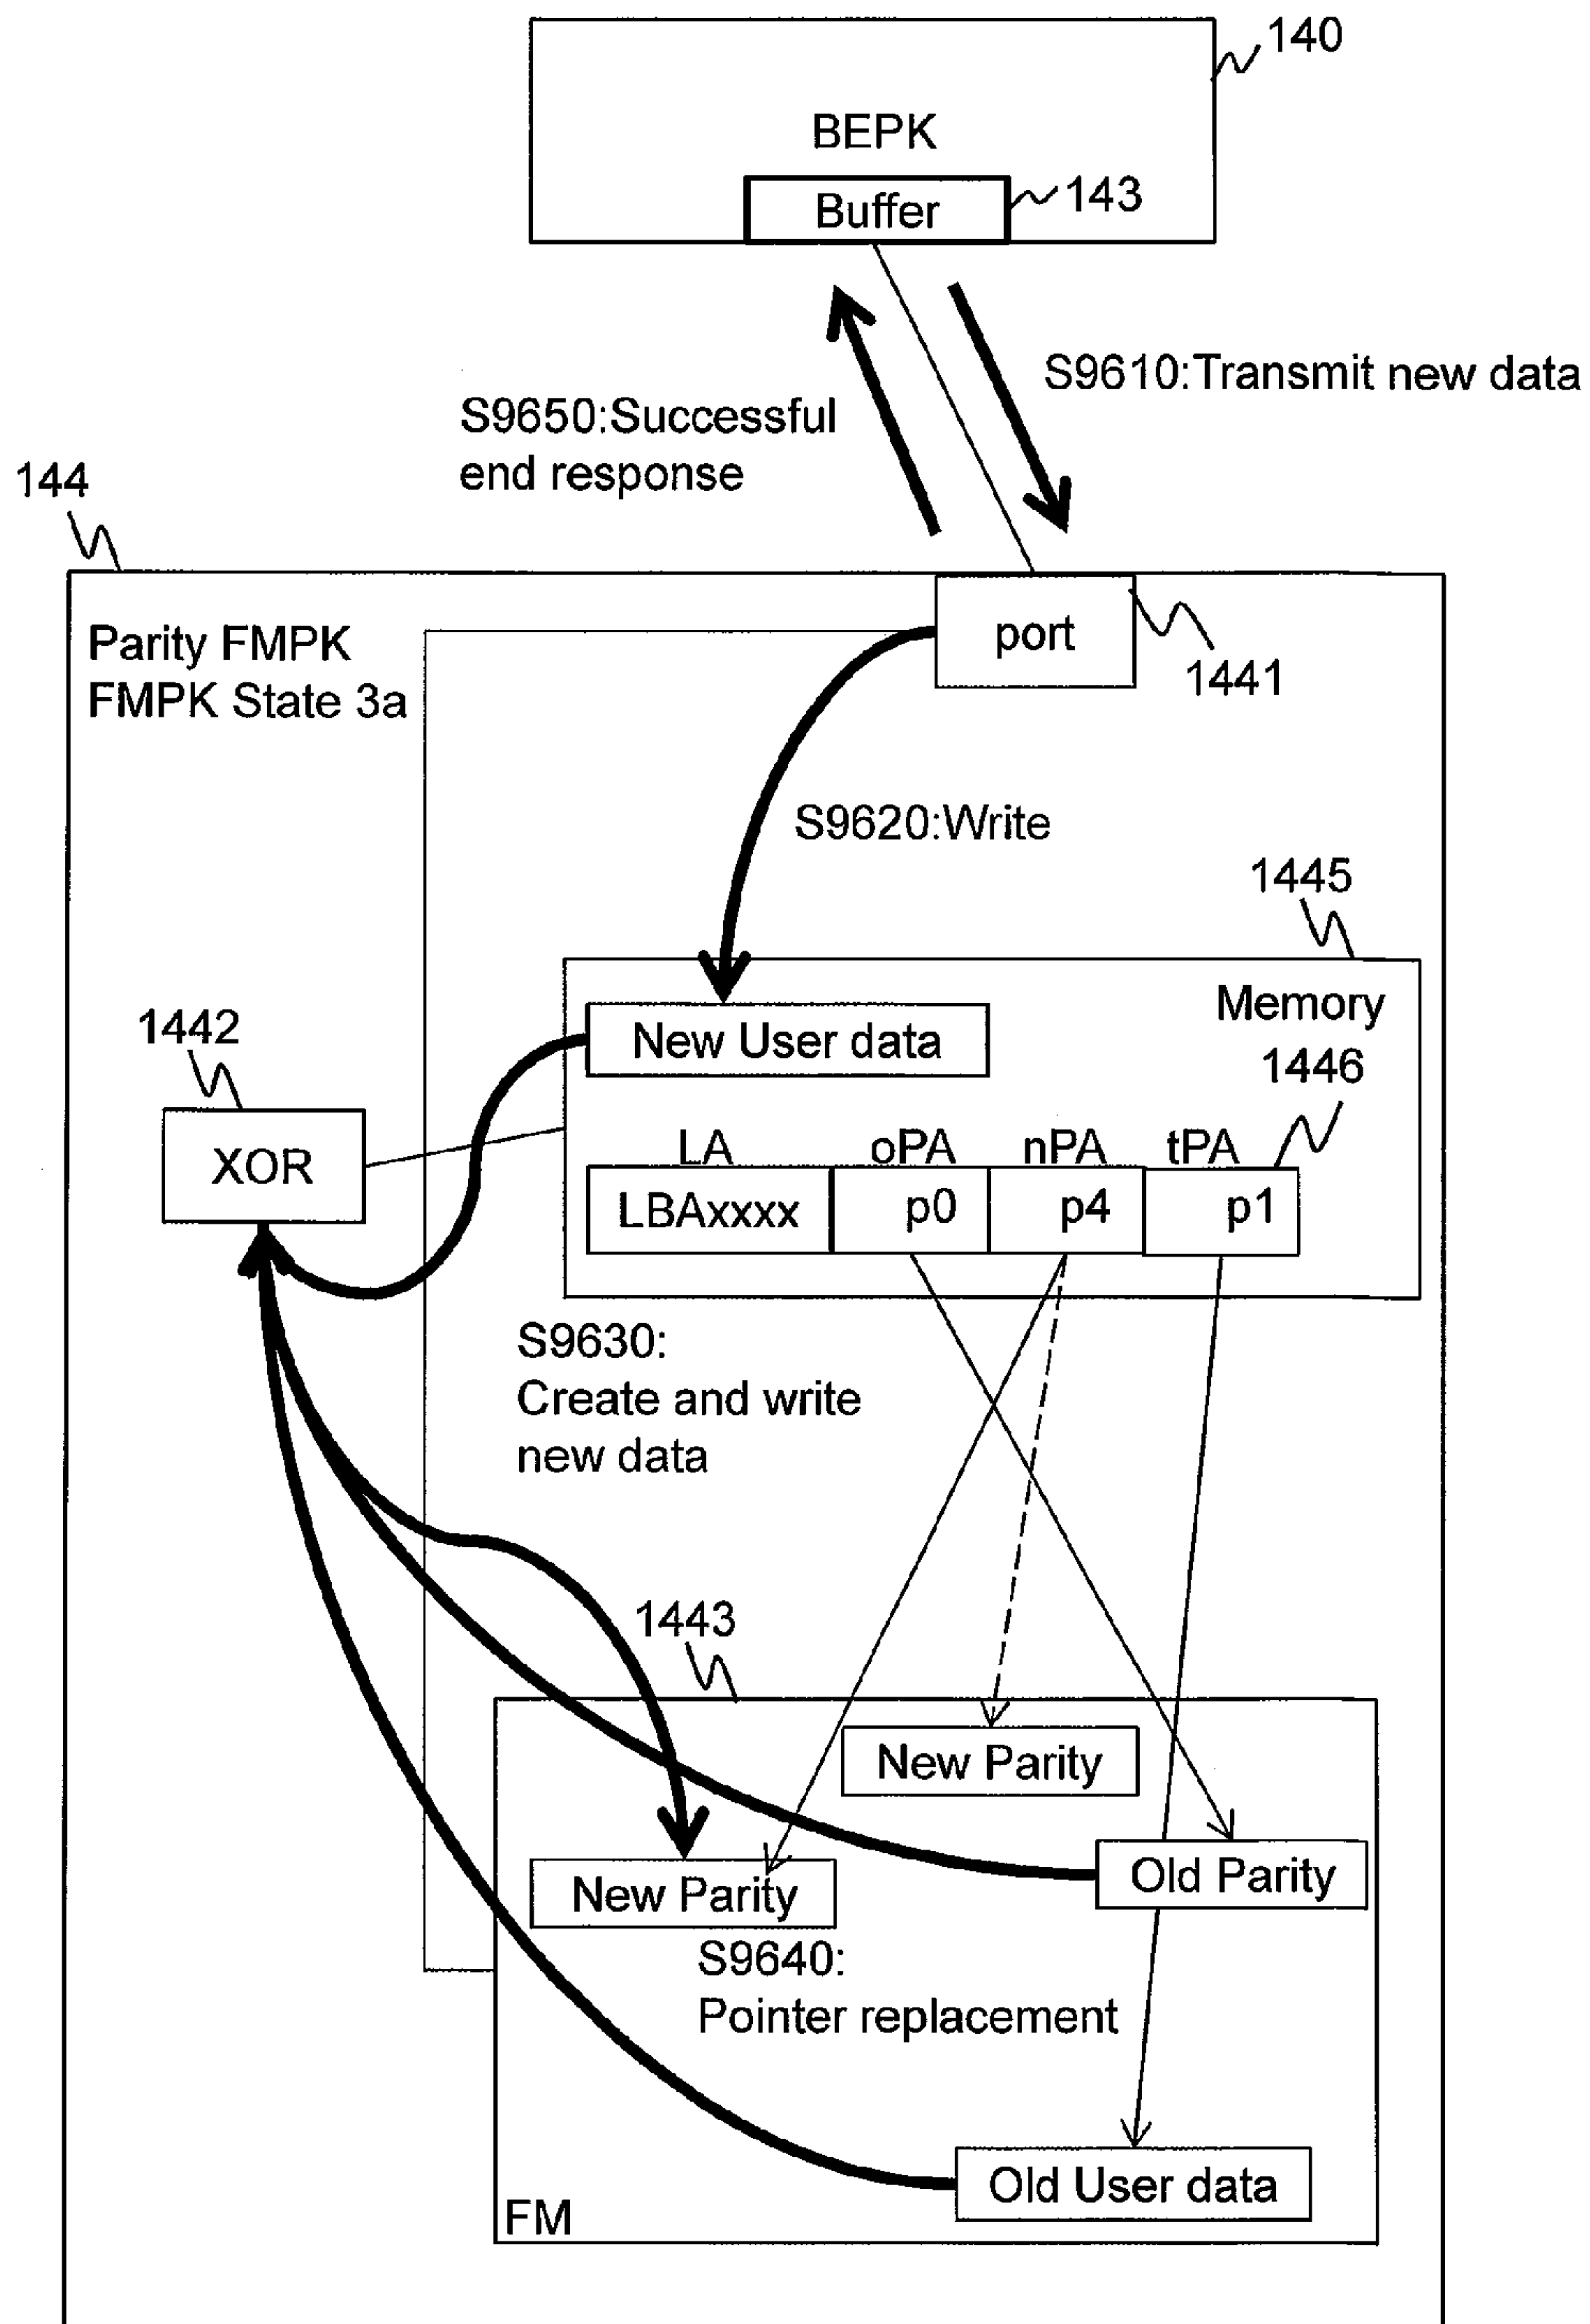 140
BEPK
Buffer
143
S9610:Transmit new data
S9650:Successful
end response
144
port
Parity FMPK
FMPK State 3a
1441
S9620:Write
1445
Memory
New User data
1442
1446
XOR
LA oPA nPA tPA
LBAxxxx p0 p4 p1
S9630:
Create and write
new data
1443
New Parity
Old Parity
New Parity
S9640:
Pointer replacement
Old User data
FM